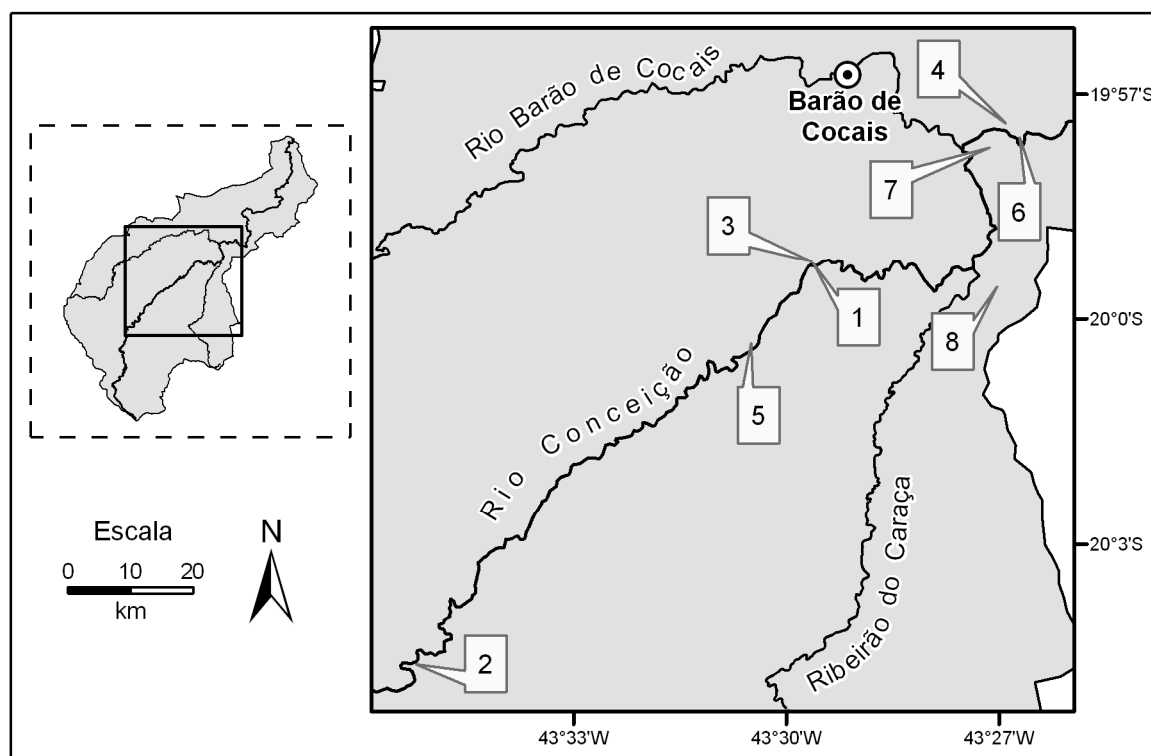 Rio Barão de Cocais
Barão de
Cocais
4
19°57'S
7
6
3
1
20°0'S
8
5
Rio Conceição
Ribeirão do Caraça
20°3'S
2
43°33'W
43°30'W
43°27'W
Escala
0 10 20
km
N